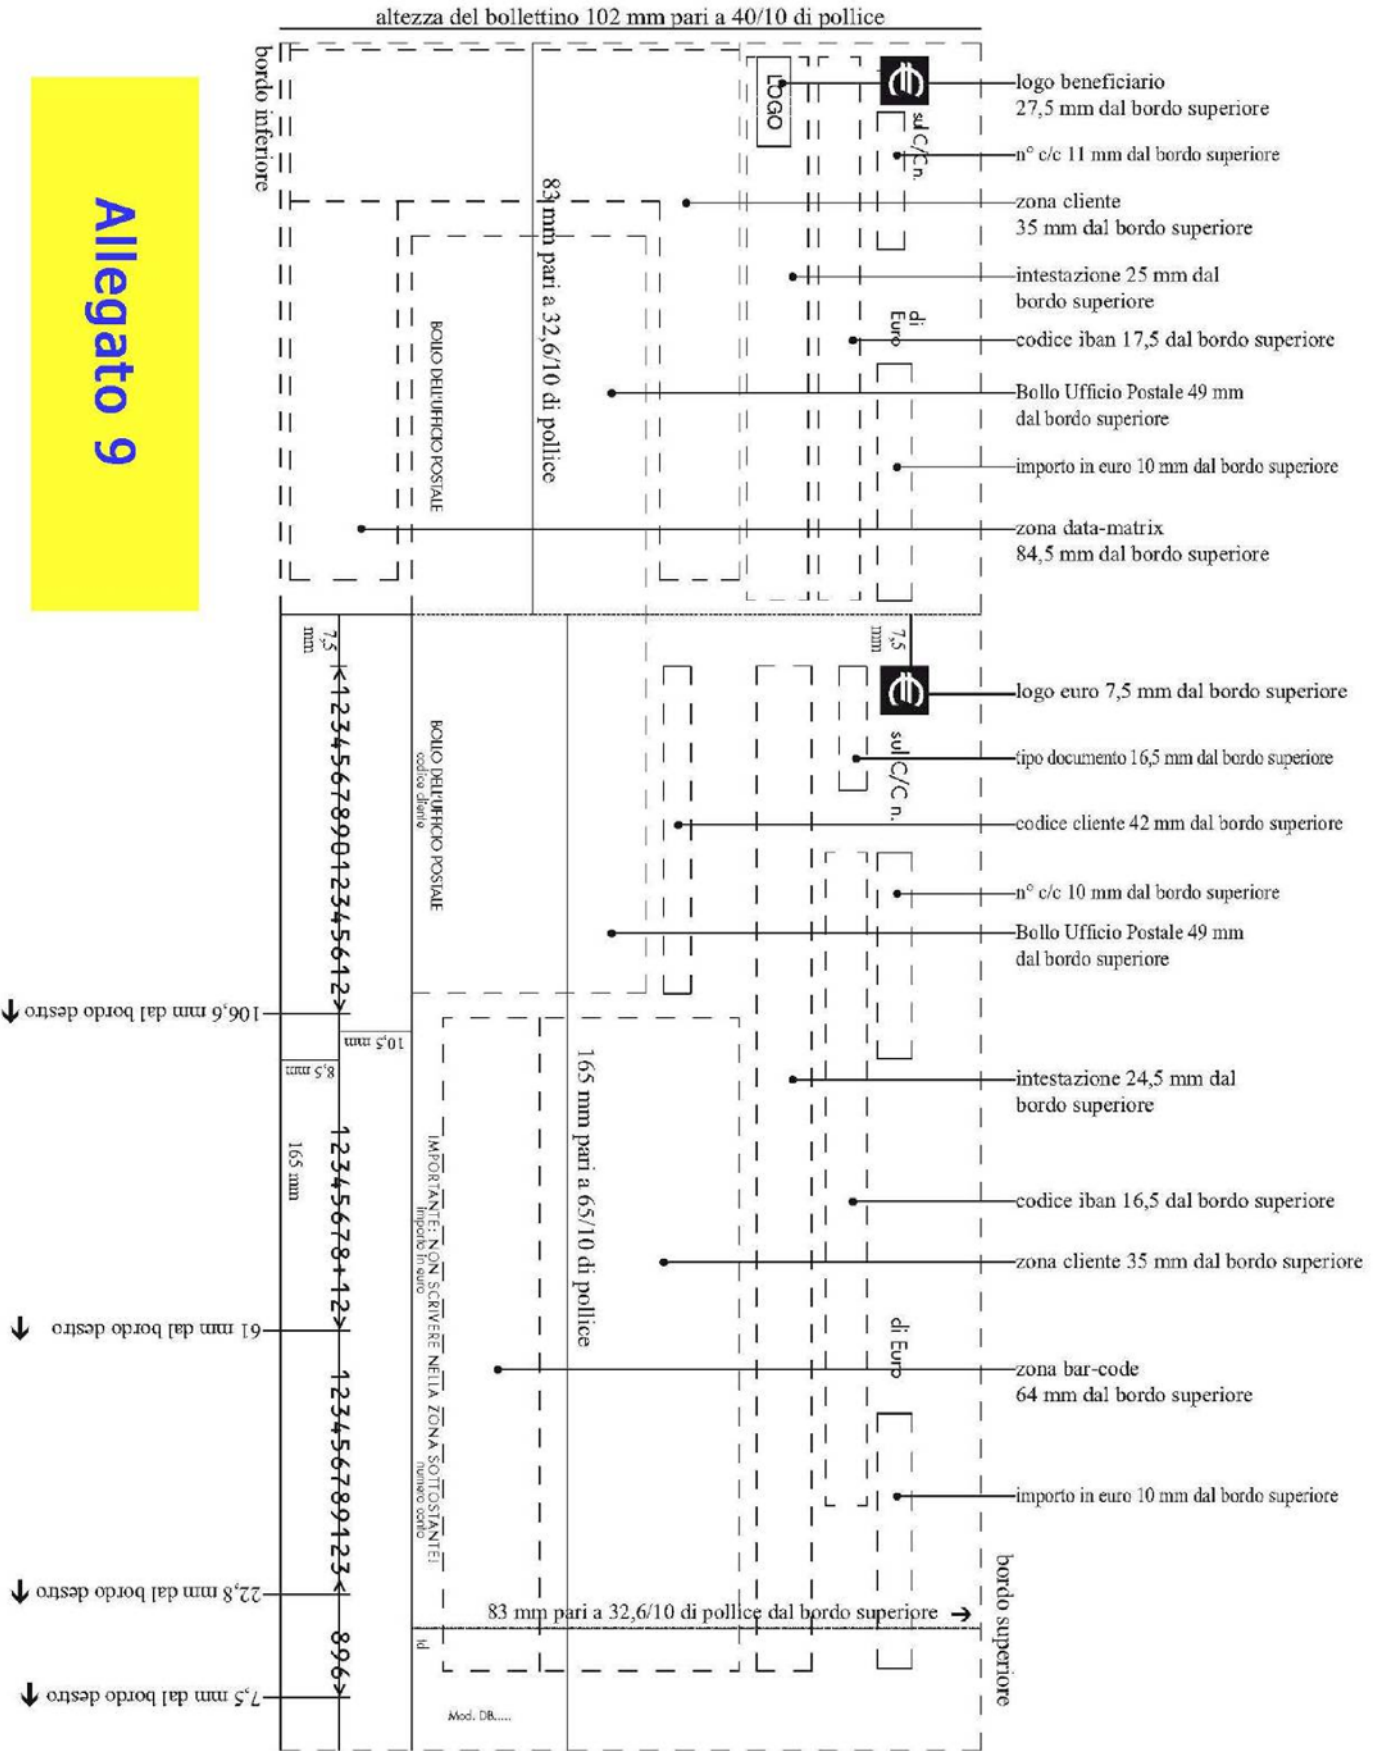 altezza del bollettino 102 mm pari a 40/10 di pollice
bordo inferiore
Allegato 9
LOGO
sul C/C n.
di
Euro
83 mm pari a 32,6/10 di pollice
BOLLO DELL'UFFICIO POSTALE
logo beneficiario
27,5 mm dal bordo superiore
n° c/c 11 mm dal bordo superiore
zona cliente
35 mm dal bordo superiore
intestazione 25 mm dal
bordo superiore
codice iban 17,5 dal bordo superiore
Bollo Ufficio Postale 49 mm
dal bordo superiore
importo in euro 10 mm dal bordo superiore
zona data-matrix
84,5 mm dal bordo superiore
7,5
mm
7,5
mm
logo euro 7,5 mm dal bordo superiore
sul C/C n.
tipo documento 16,5 mm dal bordo superiore
codice cliente 42 mm dal bordo superiore
n° c/c 10 mm dal bordo superiore
Bollo Ufficio Postale 49 mm
dal bordo superiore
BOLLO DELL'UFFICIO POSTALE
codice cliente
<123456789012345612>
106,6 mm dal bordo destro
10,5 mm
8,5 mm
165 mm
165 mm pari a 65/10 di pollice
intestazione 24,5 mm dal
bordo superiore
codice iban 16,5 dal bordo superiore
zona cliente 35 mm dal bordo superiore
di Euro
zona bar-code
64 mm dal bordo superiore
importo in euro 10 mm dal bordo superiore
IMPORTANTE: NON SCRIVERE NELLA ZONA SOTTOSTANTE!
importo in euro
numero conto
12345678+12>
61 mm dal bordo destro
123456789123<
22,8 mm dal bordo destro
896>
7,5 mm dal bordo destro
td
83 mm pari a 32,6/10 di pollice dal bordo superiore →
bordo superiore
Mod. DB.....